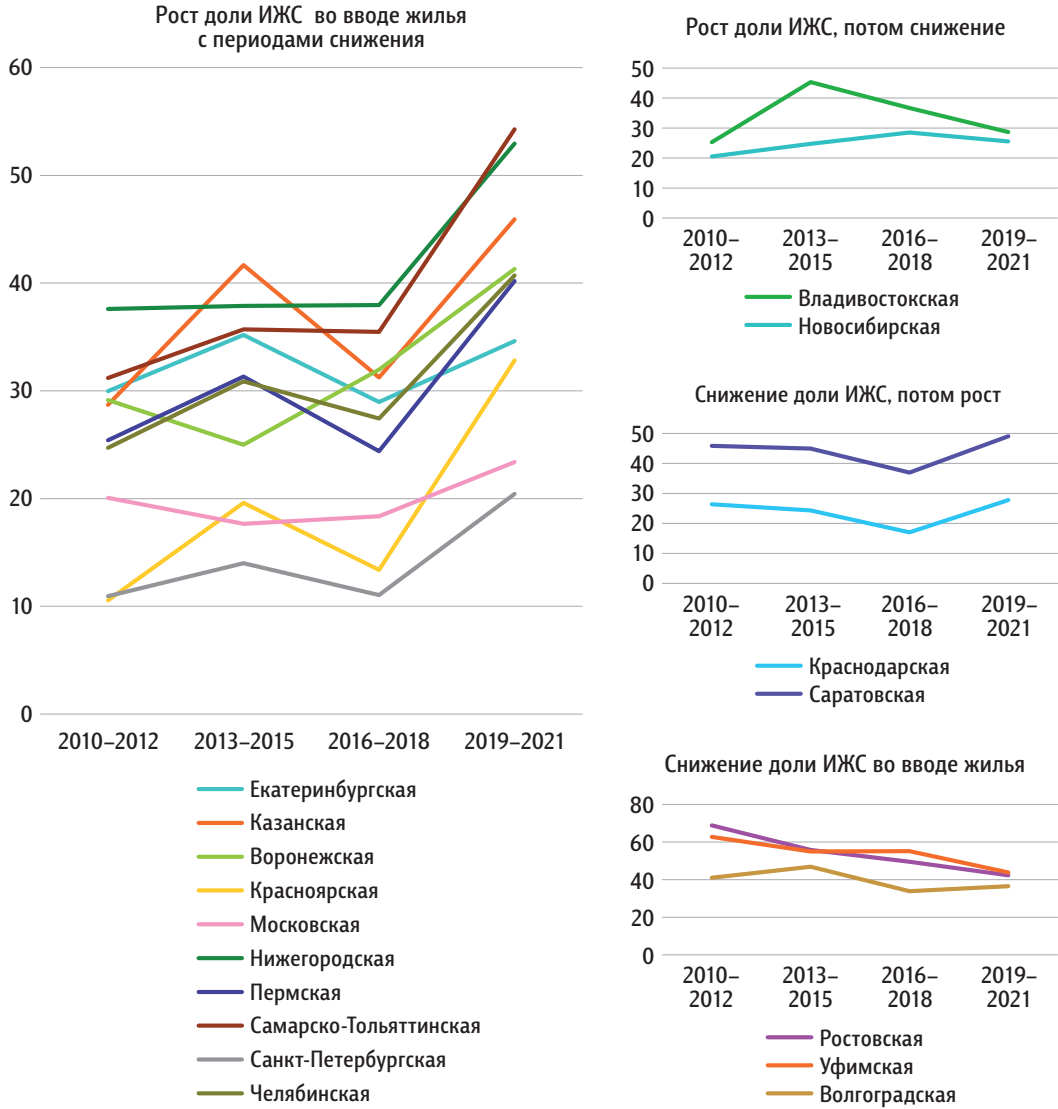 Рост доли ИЖС во вводе жилья
с периодами снижения
60
50
40
30
20
10
0
2010–2012 2013–2015 2016–2018 2019–2021
Екатеринбургская
Казанская
Воронежская
Красноярская
Московская
Нижегородская
Пермская
Самарско-Тольяттинская
Санкт-Петербургская
Челябинская
Рост доли ИЖС, потом снижение
50
40
30
20
10
0
2010– 2013– 2016– 2019–
2012 2015 2018 2021
Владивостокская
Новосибирская
Снижение доли ИЖС, потом рост
50
40
30
20
10
0
2010– 2013– 2016– 2019–
2012 2015 2018 2021
Краснодарская
Саратовская
Снижение доли ИЖС во вводе жилья
80
60
40
20
0
2010– 2013– 2016– 2019–
2012 2015 2018 2021
Ростовская
Уфимская
Волгоградская